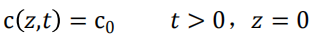 c(z,t) = c₀  t > 0，z = 0